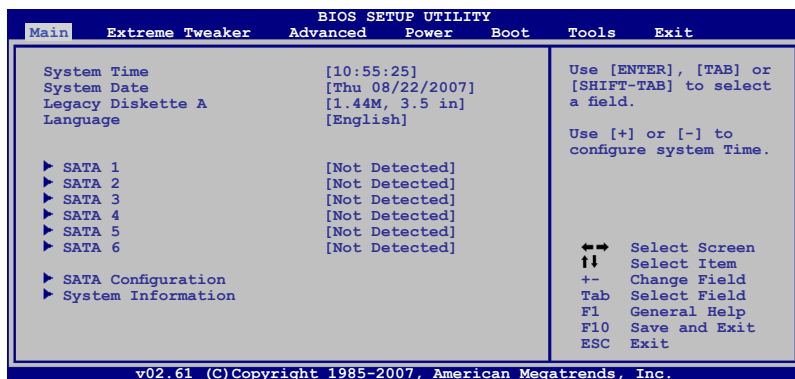 BIOS SETUP UTILITY
Main Extreme Tweaker Advanced Power Boot Tools Exit
System Time [10:55:25]
System Date [Thu 08/22/2007]
Legacy Diskette A [1.44M, 3.5 in]
Language [English]
SATA 1 [Not Detected]
SATA 2 [Not Detected]
SATA 3 [Not Detected]
SATA 4 [Not Detected]
SATA 5 [Not Detected]
SATA 6 [Not Detected]
SATA Configuration
System Information
Use [ENTER], [TAB] or
[SHIFT-TAB] to select
a field.
Use [+] or [-] to
configure system Time.
Select Screen
Select Item
+- Change Field
Tab Select Field
F1 General Help
F10 Save and Exit
ESC Exit
v02.61 (C)Copyright 1985-2007, American Megatrends, Inc.